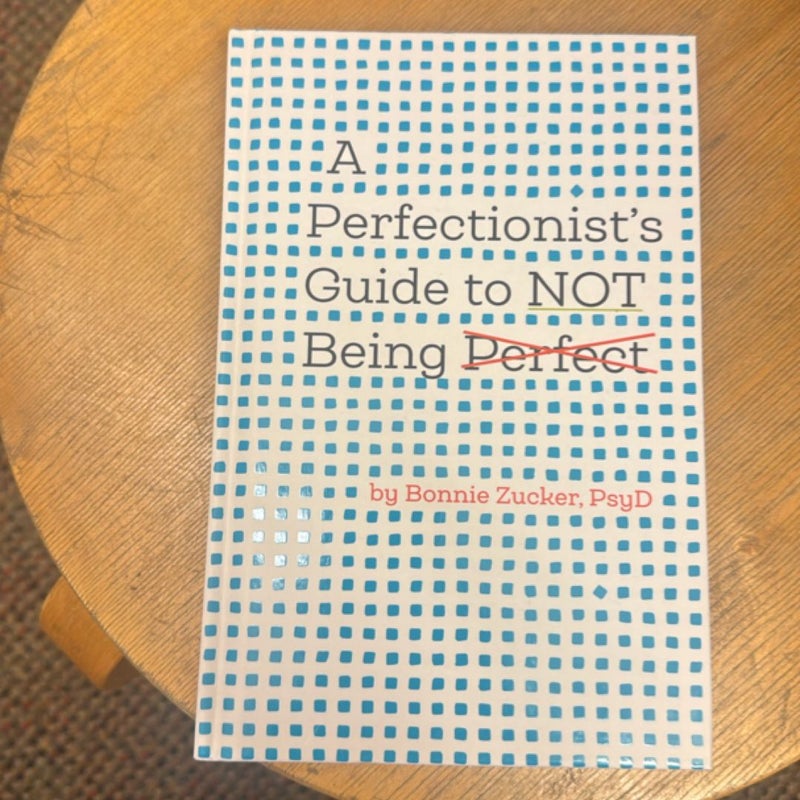 A
Perfectionist's
Guide to NOT
Being Perfect
by Bonnie Zucker, PsyD